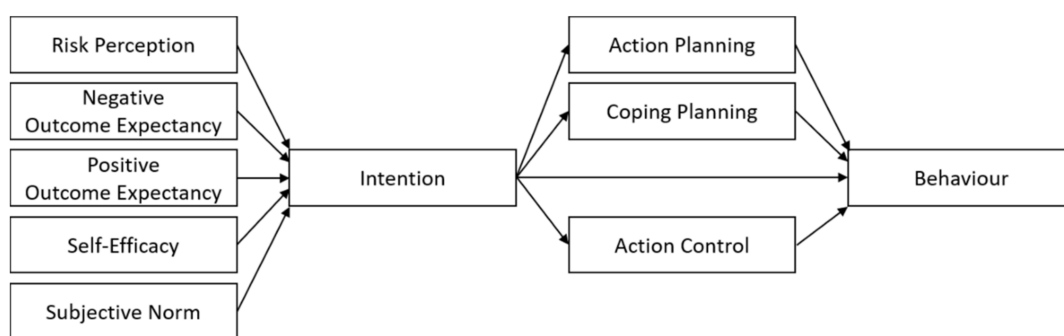 Risk Perception
Negative
Outcome Expectancy
Positive
Outcome Expectancy
Self-Efficacy
Subjective Norm
Intention
Action Planning
Coping Planning
Action Control
Behaviour